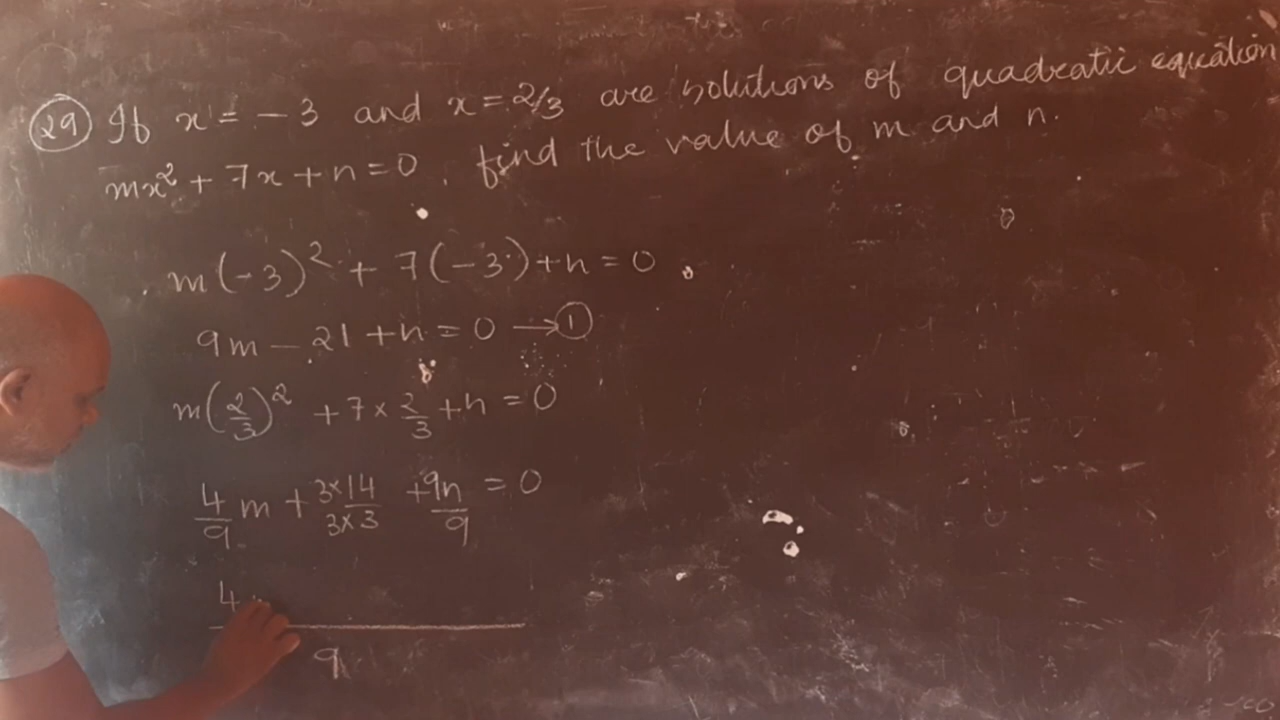 29 If x = - 3 and x = 2/3 are solutions of quadratic equation
mx² + 7x + n = 0 , find the value of m and n.
m(-3)² + 7(-3) + n = 0
9m - 21 + n = 0 → 1
m(2/3)² + 7 × 2/3 + n = 0
4/9 m + 3×14/3×3 + 9n/9 = 0
4
9